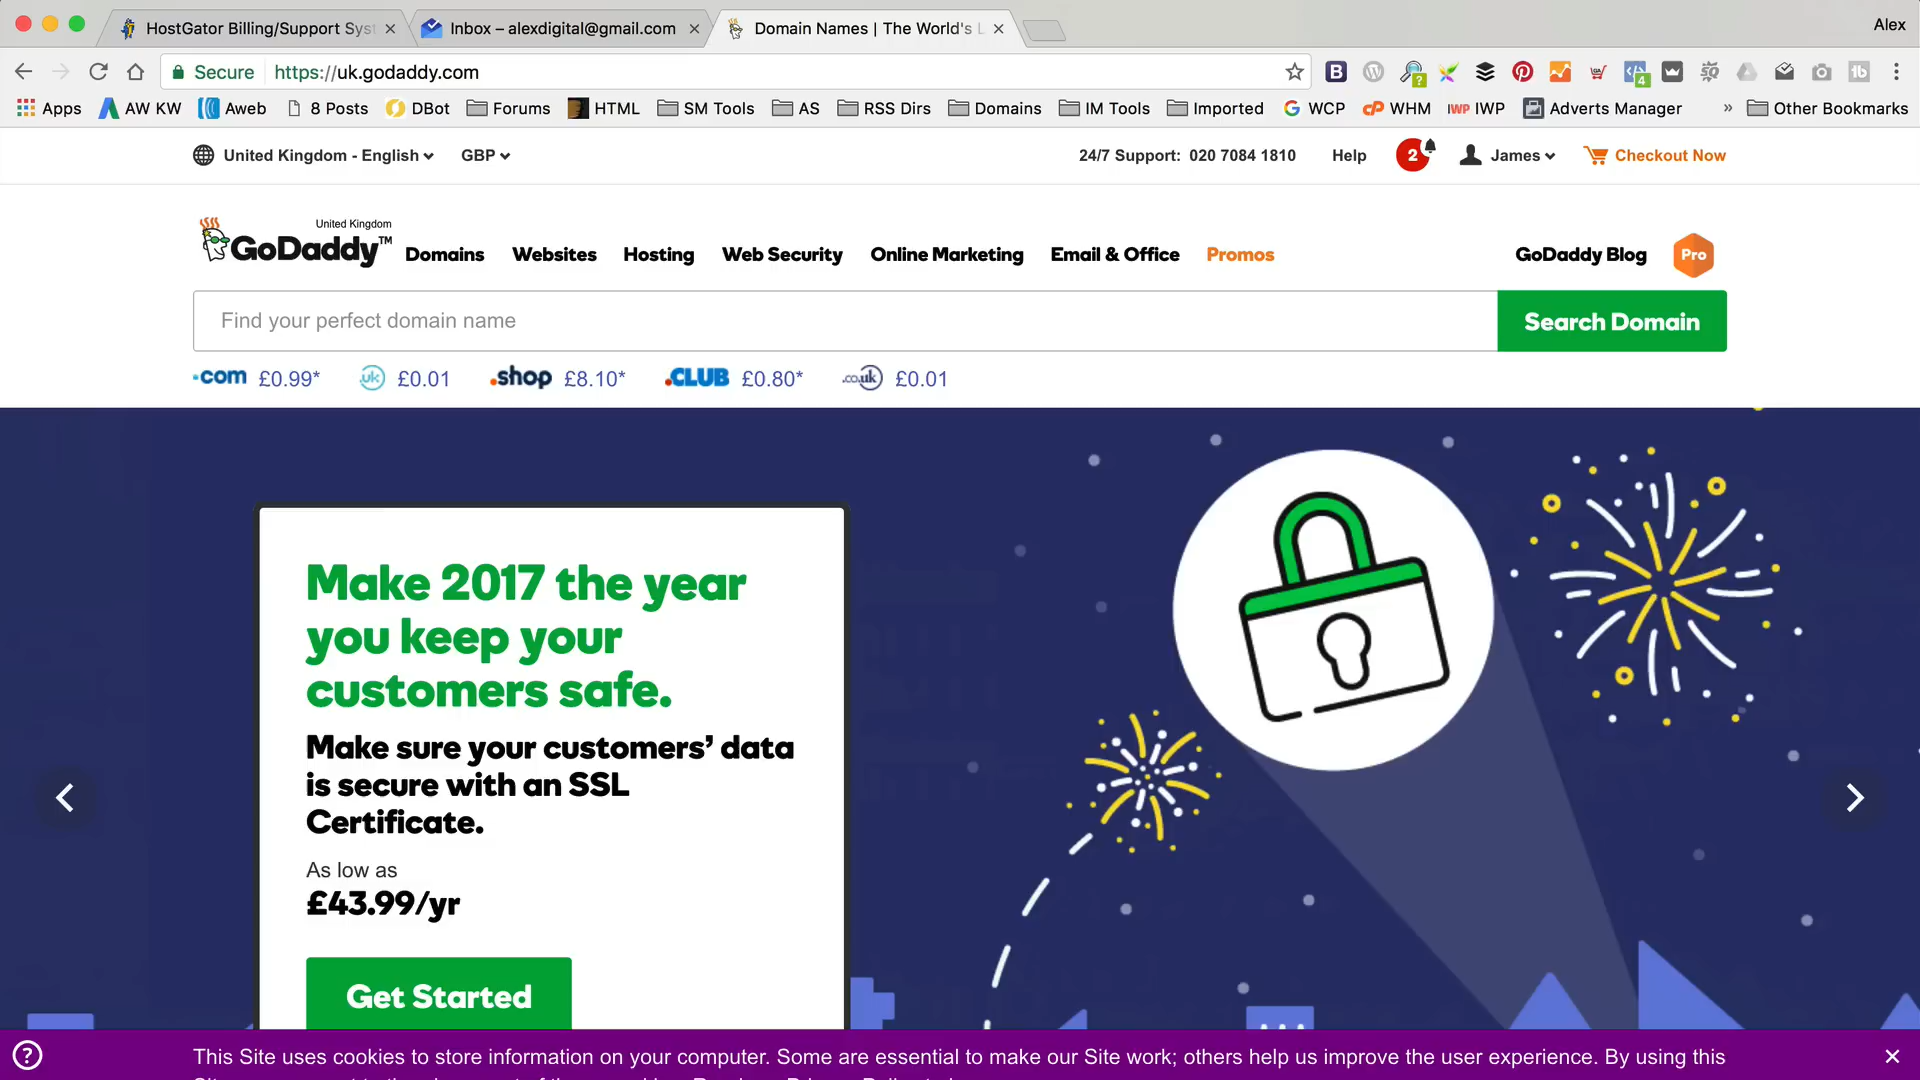 HostGator Billing/Support Syst
Inbox – alexdigital@gmail.com
Domain Names | The World's L
Alex
Secure
https://uk.godaddy.com
Apps
AW KW
Aweb
8 Posts
DBot
Forums
HTML
SM Tools
AS
RSS Dirs
Domains
IM Tools
Imported
WCP
WHM
IWP
Adverts Manager
»
Other Bookmarks
United Kingdom - English
GBP
24/7 Support: 020 7084 1810
Help
2
James
Checkout Now
United Kingdom
GoDaddy™
Domains
Websites
Hosting
Web Security
Online Marketing
Email & Office
Promos
GoDaddy Blog
Pro
Find your perfect domain name
Search Domain
.com £0.99*
.uk £0.01
.shop £8.10*
.CLUB £0.80*
.co.uk £0.01
Make 2017 the year
you keep your
customers safe.
Make sure your customers’ data
is secure with an SSL
Certificate.
As low as
£43.99/yr
Get Started
This Site uses cookies to store information on your computer. Some are essential to make our Site work; others help us improve the user experience. By using this